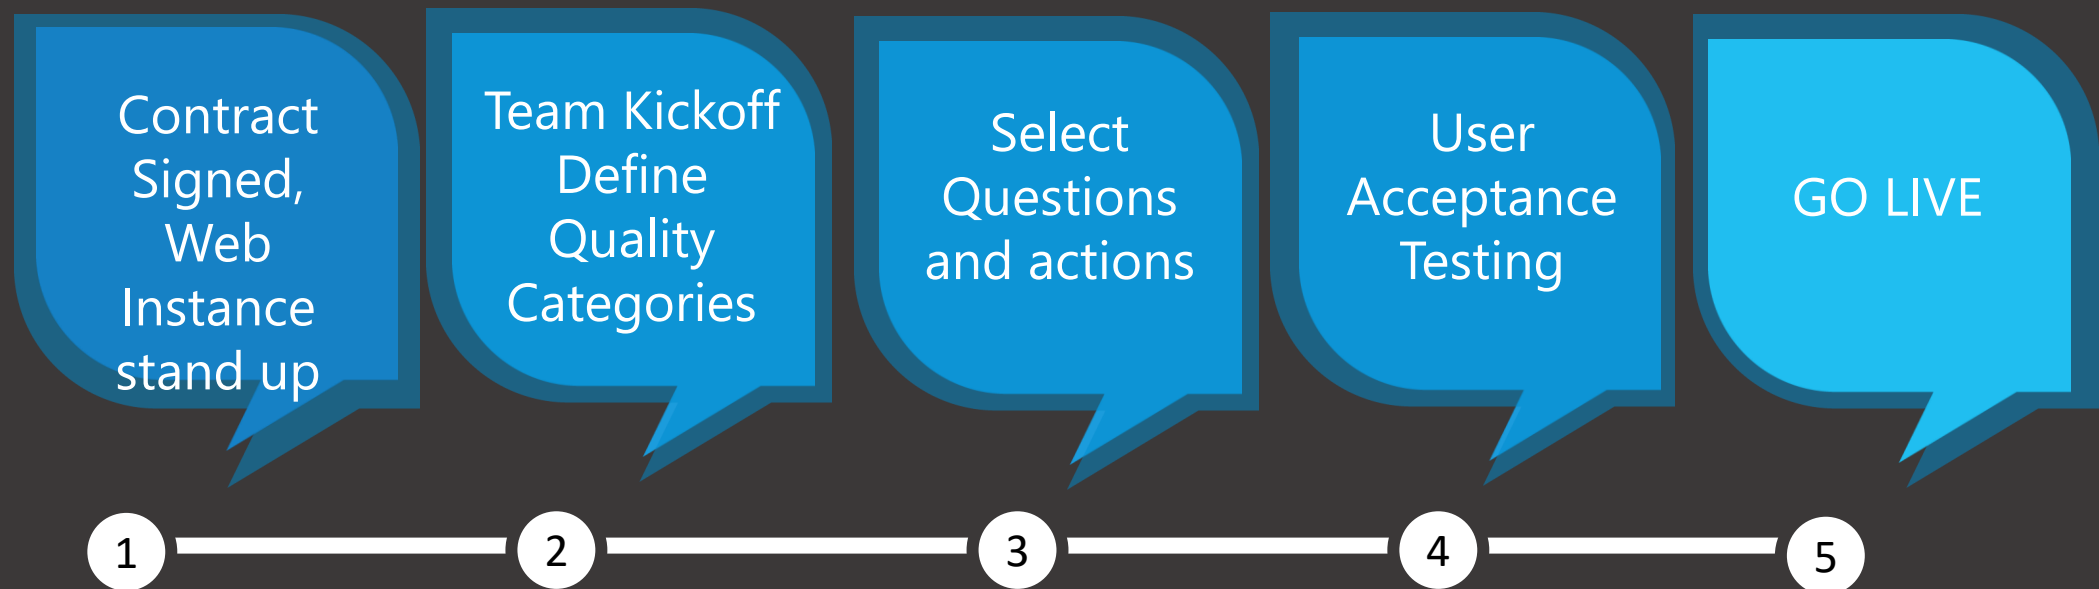 Contract
Signed,
Web
Instance
stand up
Team Kickoff
Define
Quality
Categories
Select
Questions
and actions
User
Acceptance
Testing
GO LIVE
1
2
3
4
5